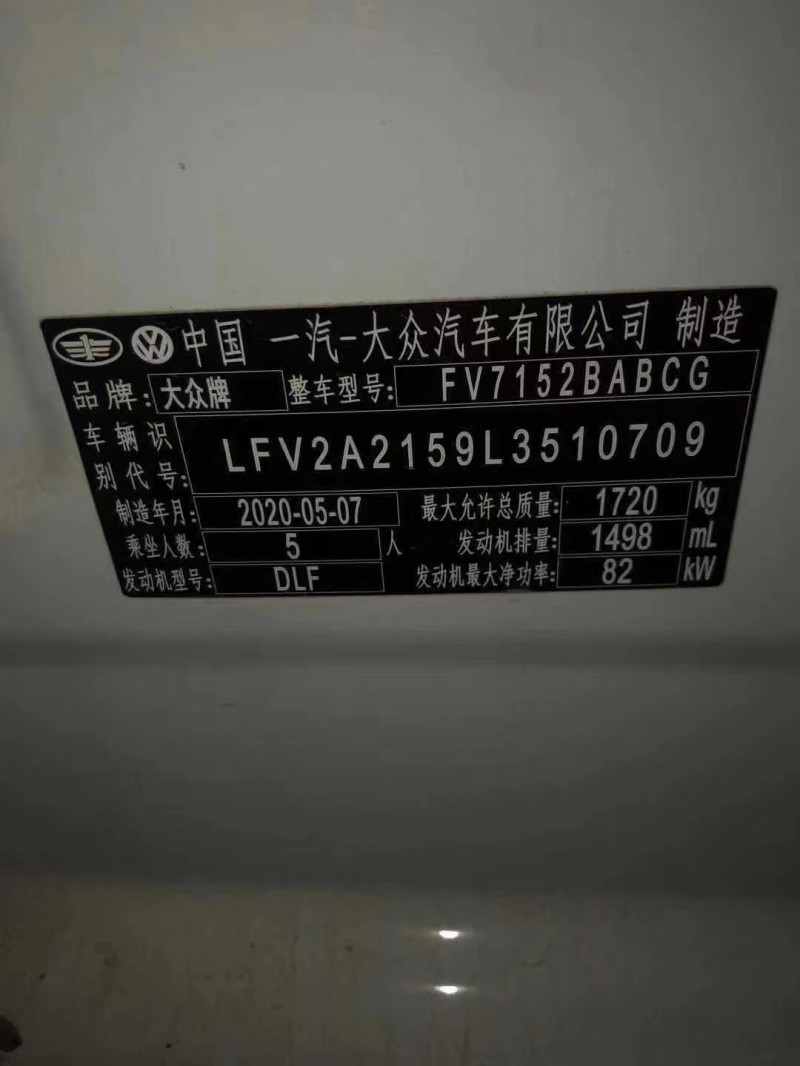 中国 一汽-大众汽车有限公司 制造
品牌: 大众牌 整车型号: FV7152BABCG
车辆识别代号: LFV2A2159L3510709
制造年月: 2020-05-07 最大允许总质量: 1720 kg
乘坐人数: 5 人 发动机排量: 1498 mL
发动机型号: DLF 发动机最大净功率: 82 kW